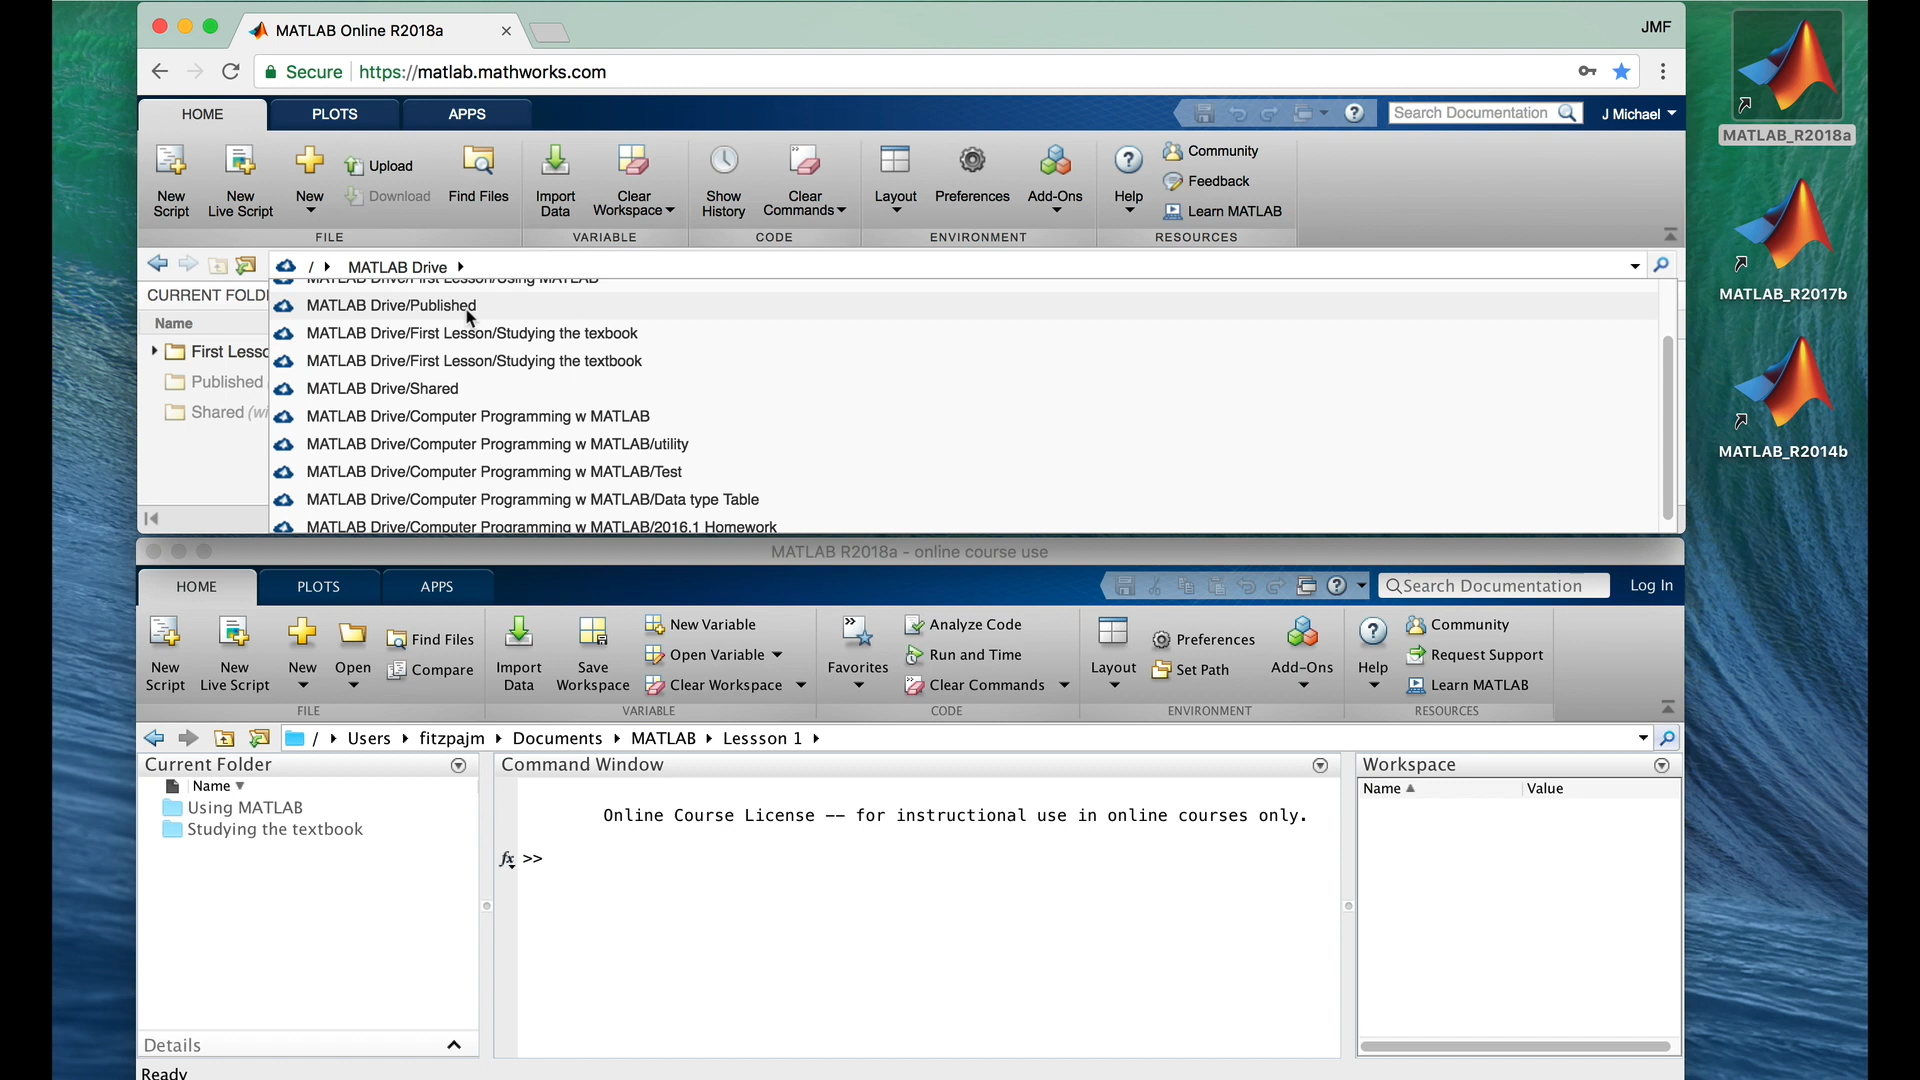 MATLAB Online R2018a
JMF
Secure https://matlab.mathworks.com
HOME PLOTS APPS
Search Documentation
J Michael
New Script
New Live Script
New
Upload
Download
Find Files
Import Data
Clear Workspace
Show History
Clear Commands
Layout
Preferences
Add-Ons
Help
Community
Feedback
Learn MATLAB
FILE VARIABLE CODE ENVIRONMENT RESOURCES
/ MATLAB Drive
CURRENT FOLD
Name
First Lesso
Published
Shared (wi
MATLAB Drive/First Lesson/Using MATLAB
MATLAB Drive/Published
MATLAB Drive/First Lesson/Studying the texbook
MATLAB Drive/First Lesson/Studying the textbook
MATLAB Drive/Shared
MATLAB Drive/Computer Programming w MATLAB
MATLAB Drive/Computer Programming w MATLAB/utility
MATLAB Drive/Computer Programming w MATLAB/Test
MATLAB Drive/Computer Programming w MATLAB/Data type Table
MATLAB Drive/Computer Programming w MATLAB/2016.1 Homework
MATLAB_R2018a
MATLAB_R2017b
MATLAB_R2014b
MATLAB R2018a - online course use
HOME PLOTS APPS
Search Documentation
Log In
New Script
New Live Script
New
Open
Find Files
Compare
Import Data
Save Workspace
New Variable
Open Variable
Clear Workspace
Favorites
Analyze Code
Run and Time
Clear Commands
Layout
Preferences
Set Path
Add-Ons
Help
Community
Request Support
Learn MATLAB
FILE VARIABLE CODE ENVIRONMENT RESOURCES
/ Users fitzpajm Documents MATLAB Lessson 1
Current Folder
Name
Using MATLAB
Studying the textbook
Details
Ready
Command Window
Online Course License -- for instructional use in online courses only.
fx >>
Workspace
Name Value